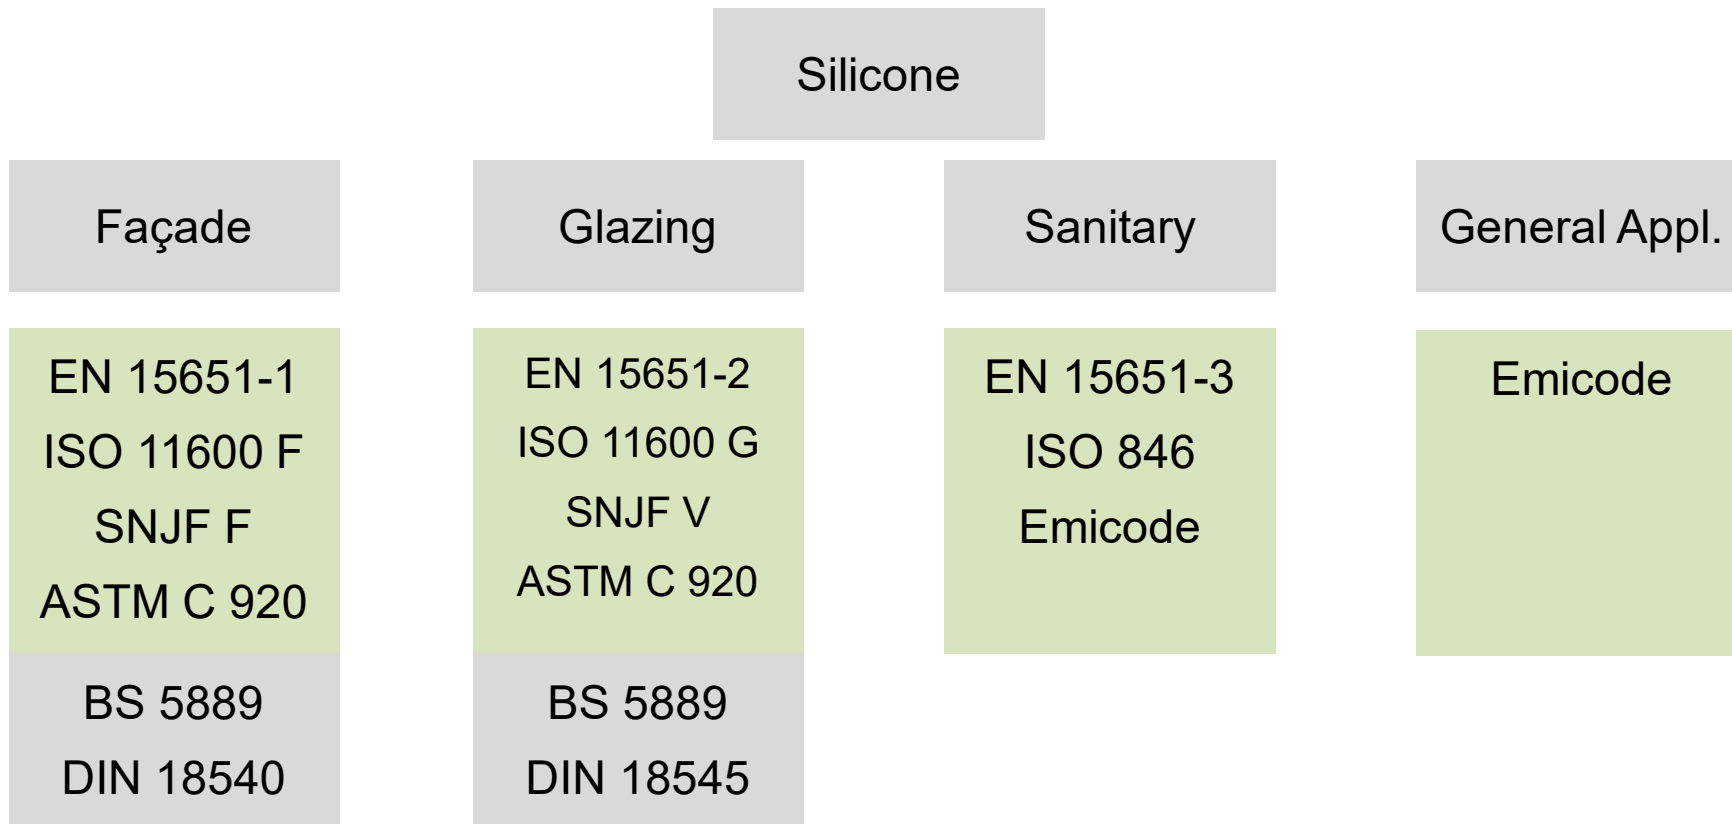 Silicone
Façade
Glazing
Sanitary
General Appl.
EN 15651-1
ISO 11600 F
SNJF F
ASTM C 920
BS 5889
DIN 18540
EN 15651-2
ISO 11600 G
SNJF V
ASTM C 920
BS 5889
DIN 18545
EN 15651-3
ISO 846
Emicode
Emicode